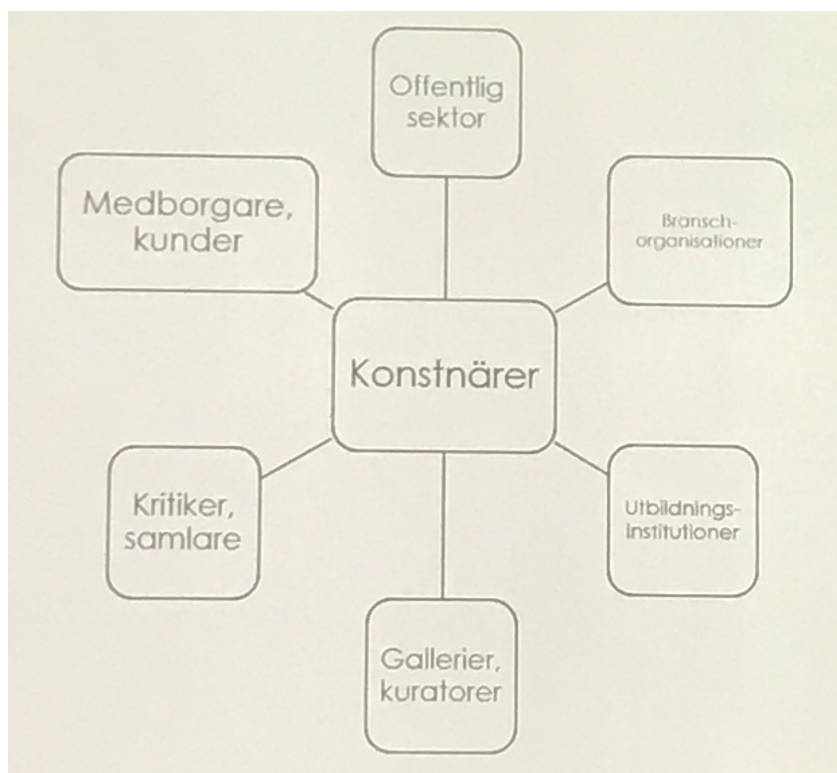 Offentlig
sektor
Medborgare,
kunder
Bransch-
organisationer
Konstnärer
Kritiker,
samlare
Utbildnings-
institutioner
Gallerier,
kuratorer